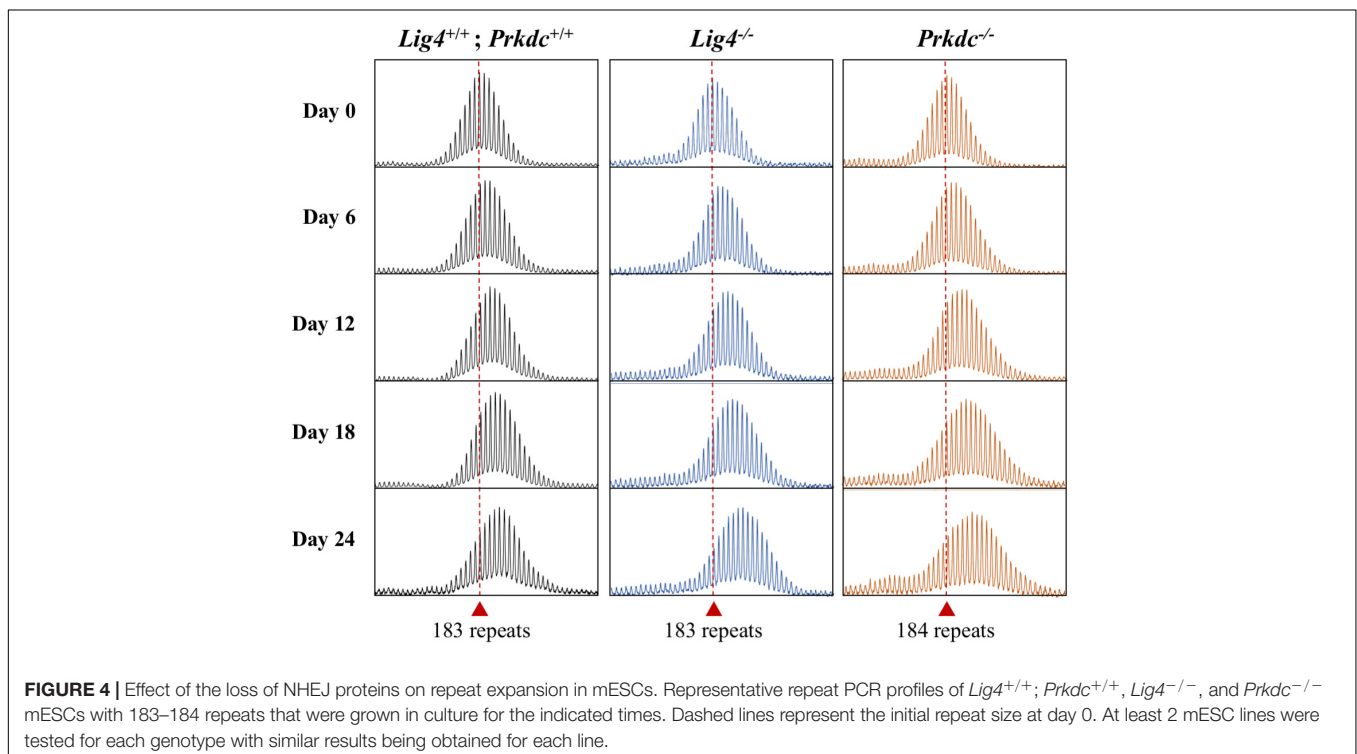 Lig4+/+ ; Prkdc+/+ Lig4-/- Prkdc-/-
Day 0
Day 6
Day 12
Day 18
Day 24
183 repeats 183 repeats 184 repeats
FIGURE 4 | Effect of the loss of NHEJ proteins on repeat expansion in mESCs. Representative repeat PCR profiles of Lig4+/+; Prkdc+/+, Lig4−/−, and Prkdc−/−
mESCs with 183–184 repeats that were grown in culture for the indicated times. Dashed lines represent the initial repeat size at day 0. At least 2 mESC lines were
tested for each genotype with similar results being obtained for each line.